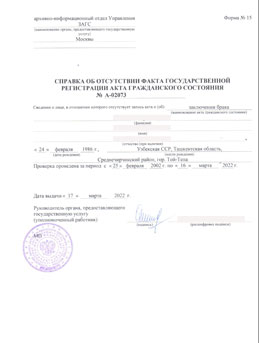 архивно-информационный отдел Управления
ЗАГС
(наименование органа, предоставляющего государственную
услугу)
Москвы
Форма № 15
СПРАВКА ОБ ОТСУТСТВИИ ФАКТА ГОСУДАРСТВЕННОЙ
РЕГИСТРАЦИИ АКТА ГРАЖДАНСКОГО СОСТОЯНИЯ
№ А-02073
Сведения о лице, в отношении которого отсутствует запись акта о (об) заключении брака
(наименование акта гражданского состояния)
(фамилия)
(имя)
(отчество (при наличии))
« 24 » февраля 1986 г., Узбекская ССР, Ташкентская область,
(дата рождения) (место рождения)
Среднечирчикский район, гор. Той-Тепа
Проверка проведена за период: с « 25 » февраля 2002 г. по « 16 » марта 2022 г.
Дата выдачи « 17 » марта 2022 г.
Руководитель органа, предоставляющего
государственную услугу
(уполномоченный работник)
(подпись) (расшифровка подписи)
МП